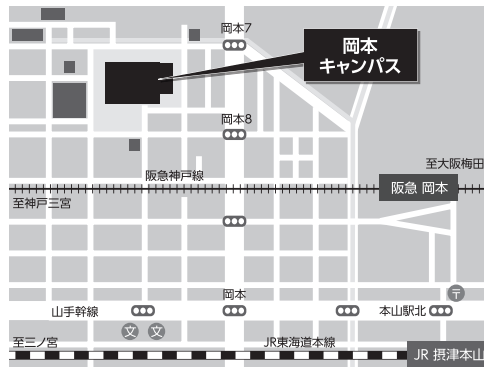 岡本7
岡本
キャンパス
岡本8
至大阪梅田
阪急神戸線
阪急 岡本
至神戸三宮
〒
岡本
山手幹線
本山駅北
文 文
至三ノ宮
JR東海道本線
JR 摂津本山